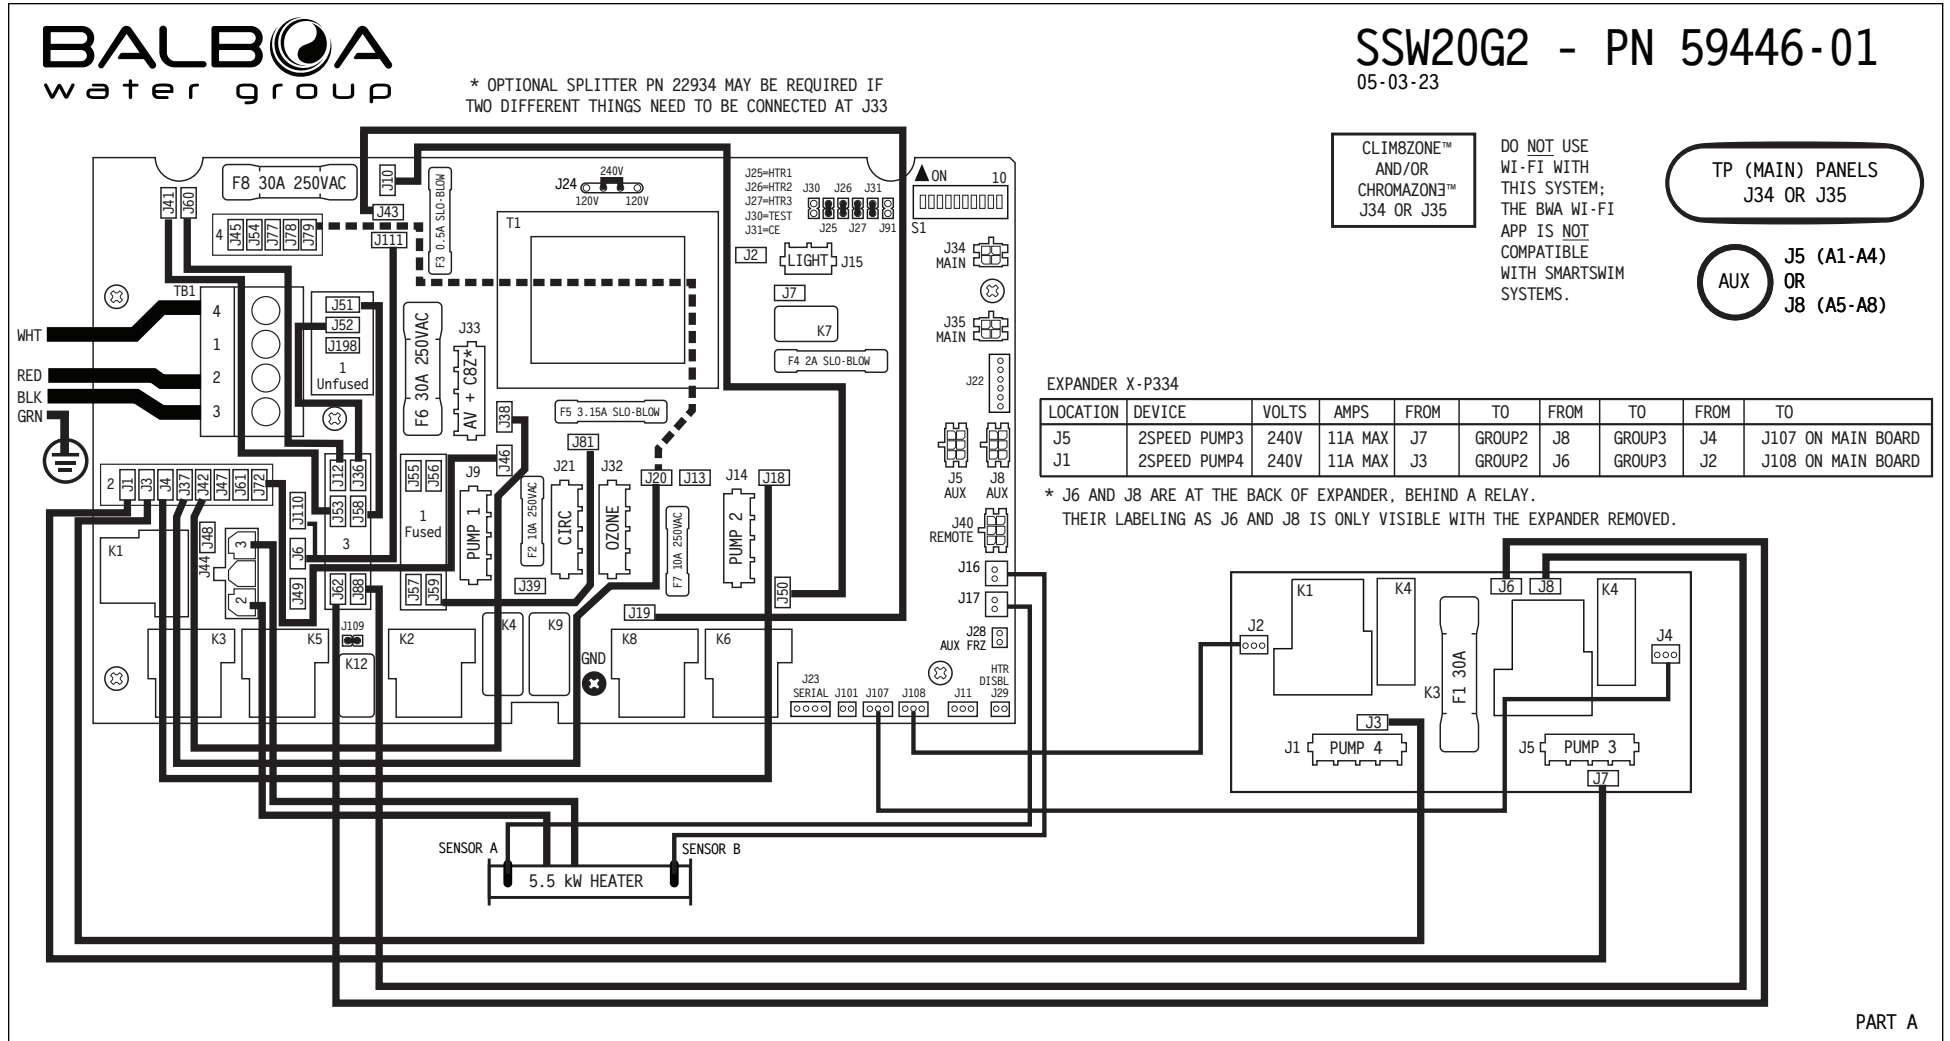 BALBOA
water group
* OPTIONAL SPLITTER PN 22934 MAY BE REQUIRED IF
TWO DIFFERENT THINGS NEED TO BE CONNECTED AT J33
SSW20G2 - PN 59446-01
05-03-23
CLIM8ZONE™
AND/OR
CHROMAZONƎ™
J34 OR J35
DO NOT USE
WI-FI WITH
THIS SYSTEM;
THE BWA WI-FI
APP IS NOT
COMPATIBLE
WITH SMARTSWIM
SYSTEMS.
TP (MAIN) PANELS
J34 OR J35
AUX
J5 (A1-A4)
OR
J8 (A5-A8)
EXPANDER X-P334
LOCATION DEVICE VOLTS AMPS FROM TO FROM TO FROM TO
J5 2SPEED PUMP3 240V 11A MAX J7 GROUP2 J8 GROUP3 J4 J107 ON MAIN BOARD
J1 2SPEED PUMP4 240V 11A MAX J3 GROUP2 J6 GROUP3 J2 J108 ON MAIN BOARD
* J6 AND J8 ARE AT THE BACK OF EXPANDER, BEHIND A RELAY.
THEIR LABELING AS J6 AND J8 IS ONLY VISIBLE WITH THE EXPANDER REMOVED.
F8 30A 250VAC
J41
J60
J10
J43
J111
4
J45
J54
J77
J78
J79
F3 0.5A SLO-BLOW
T1
240V
J24
120V 120V
J25=HTR1
J26=HTR2
J27=HTR3
J30=TEST
J31=CE
J30 J26 J31
J25 J27 J91
ON 10
S1
J2
LIGHT
J15
J34
MAIN
J7
K7
F4 2A SLO-BLOW
J35
MAIN
J22
WHT
RED
BLK
GRN
TB1
4
1
2
3
J51
J52
J198
1
Unfused
F6 30A 250VAC
J33
AV + C8Z*
J38
J46
F5 3.15A SLO-BLOW
J81
2
J1
J3
J4
J37
J42
J47
J61
J72
J12
J36
J53
J58
3
J62
J88
J110
J6
J49
J48
J44
3
2
K1
J55
J56
1
Fused
J57
J59
J9
PUMP 1
F2 10A 250VAC
J39
J21
CIRC
J32
OZONE
J20
J13
F7 10A 250VAC
J14
PUMP 2
J18
J50
J19
J5
AUX
J8
AUX
J40
REMOTE
J16
J17
J28
AUX FRZ
HTR
DISBL
J29
K3
K5
J109
K12
K2
K4
K9
GND
K8
K6
J23
SERIAL
J101
J107
J108
J11
SENSOR A
SENSOR B
5.5 kW HEATER
J2
K1
K4
J6
J8
K4
J4
K3
F1 30A
J3
J1
PUMP 4
J5
PUMP 3
J7
PART A